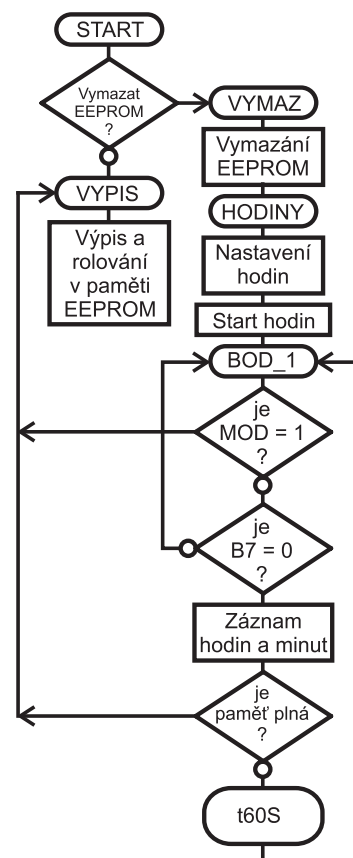 START
Vymazat
EEPROM
?
VYPIS
Výpis a
rolování
v paměti
EEPROM
VYMAZ
Vymazání
EEPROM
HODINY
Nastavení
hodin
Start hodin
BOD_1
je
MOD = 1
?
je
B7 = 0
?
Záznam
hodin a minut
je
paměť plná
?
t60S